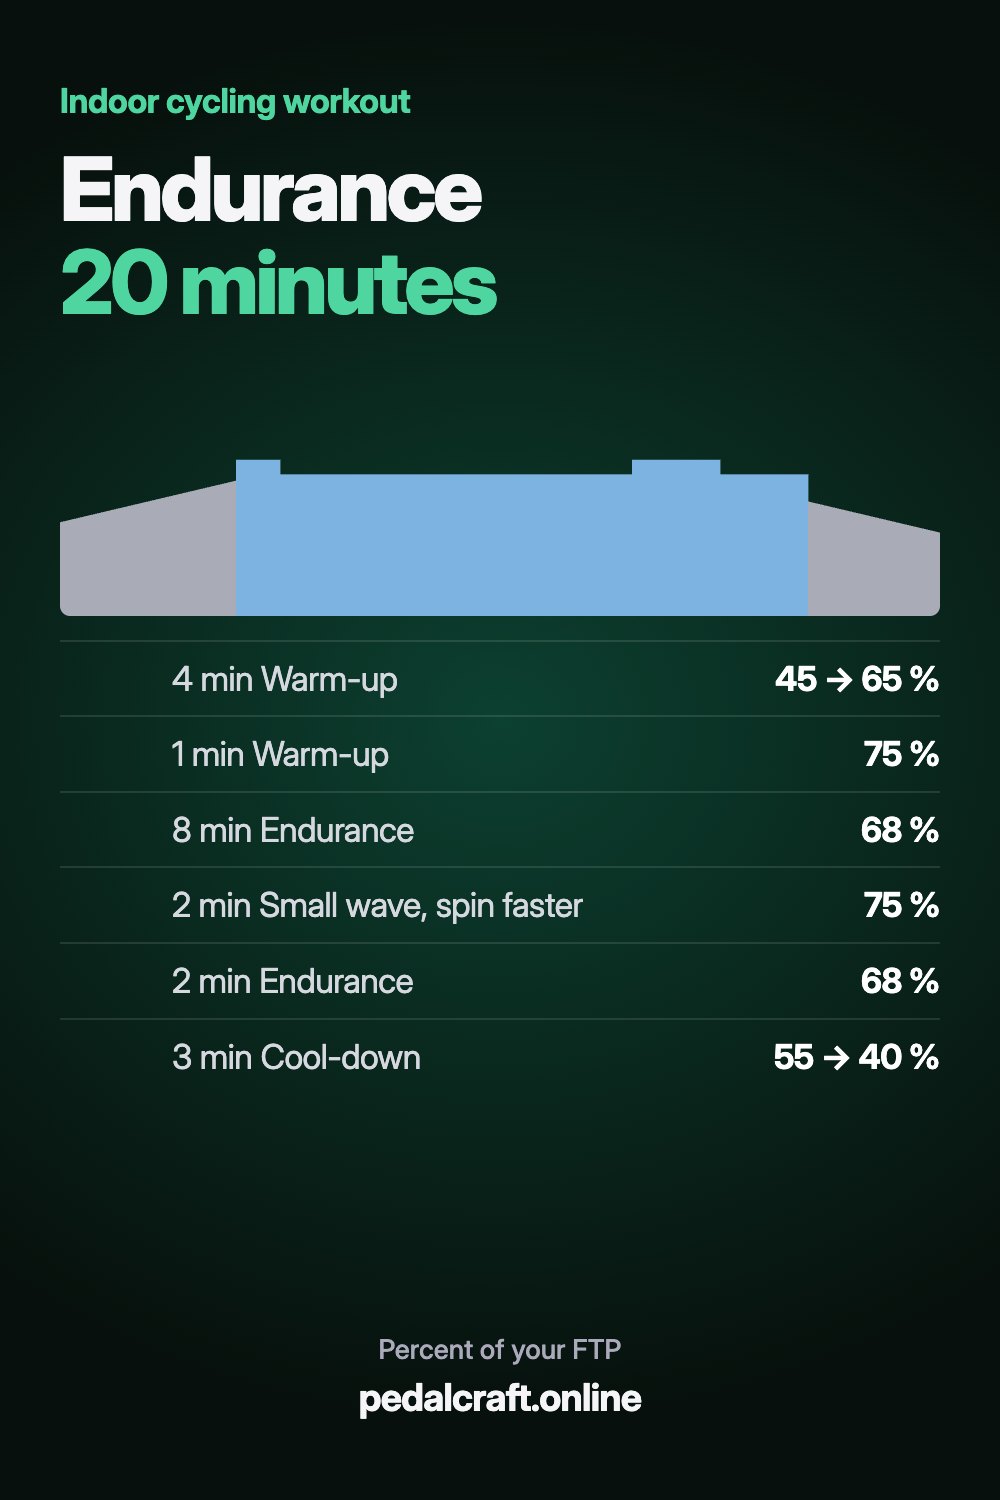 Indoor cycling workout
Endurance
20 minutes
4 min Warm-up 45 → 65 %
1 min Warm-up 75 %
8 min Endurance 68 %
2 min Small wave, spin faster 75 %
2 min Endurance 68 %
3 min Cool-down 55 → 40 %
Percent of your FTP
pedalcraft.online